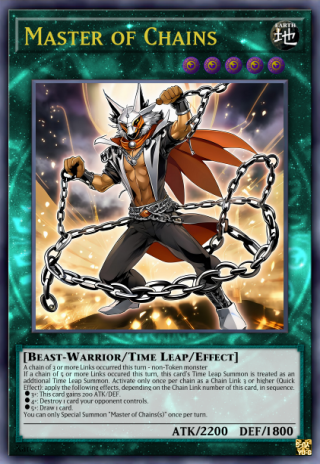 Master of Chains
EARTH
地
[Beast-Warrior/Time Leap/Effect]
A chain of 2 or more Links occured this turn - non-Token monster
If a chain of 5 or more Links occured this turn, this card's Time Leap Summon is treated as an
additional Time Leap Summon. Activate only once per chain as a Chain Link 3 or higher (Quick
Effect): apply the following effects, depending on the Chain Link number of this card, in sequence:
●3+: This card gains 200 ATK/DEF.
●4+: Destroy 1 card your opponent controls.
●5+: Draw 1 card.
You can only Special Summon "Master of Chains(s)" once per turn.
ATK/2200 DEF/1800